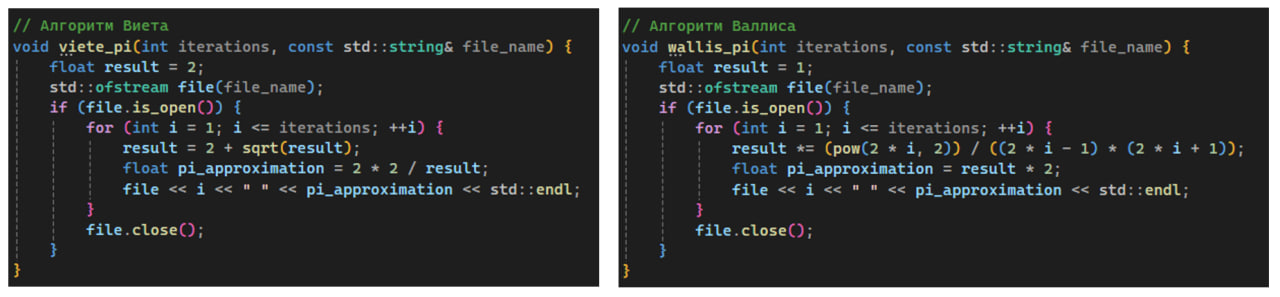 // Алгоритм Виета
void viete_pi(int iterations, const std::string& file_name) {
    float result = 2;
    std::ofstream file(file_name);
    if (file.is_open()) {
        for (int i = 1; i <= iterations; ++i) {
            result = 2 + sqrt(result);
            float pi_approximation = 2 * 2 / result;
            file << i << " " << pi_approximation << std::endl;
        }
        file.close();
    }
}
// Алгоритм Валлиса
void wallis_pi(int iterations, const std::string& file_name) {
    float result = 1;
    std::ofstream file(file_name);
    if (file.is_open()) {
        for (int i = 1; i <= iterations; ++i) {
            result *= (pow(2 * i, 2)) / ((2 * i - 1) * (2 * i + 1));
            float pi_approximation = result * 2;
            file << i << " " << pi_approximation << std::endl;
        }
        file.close();
    }
}